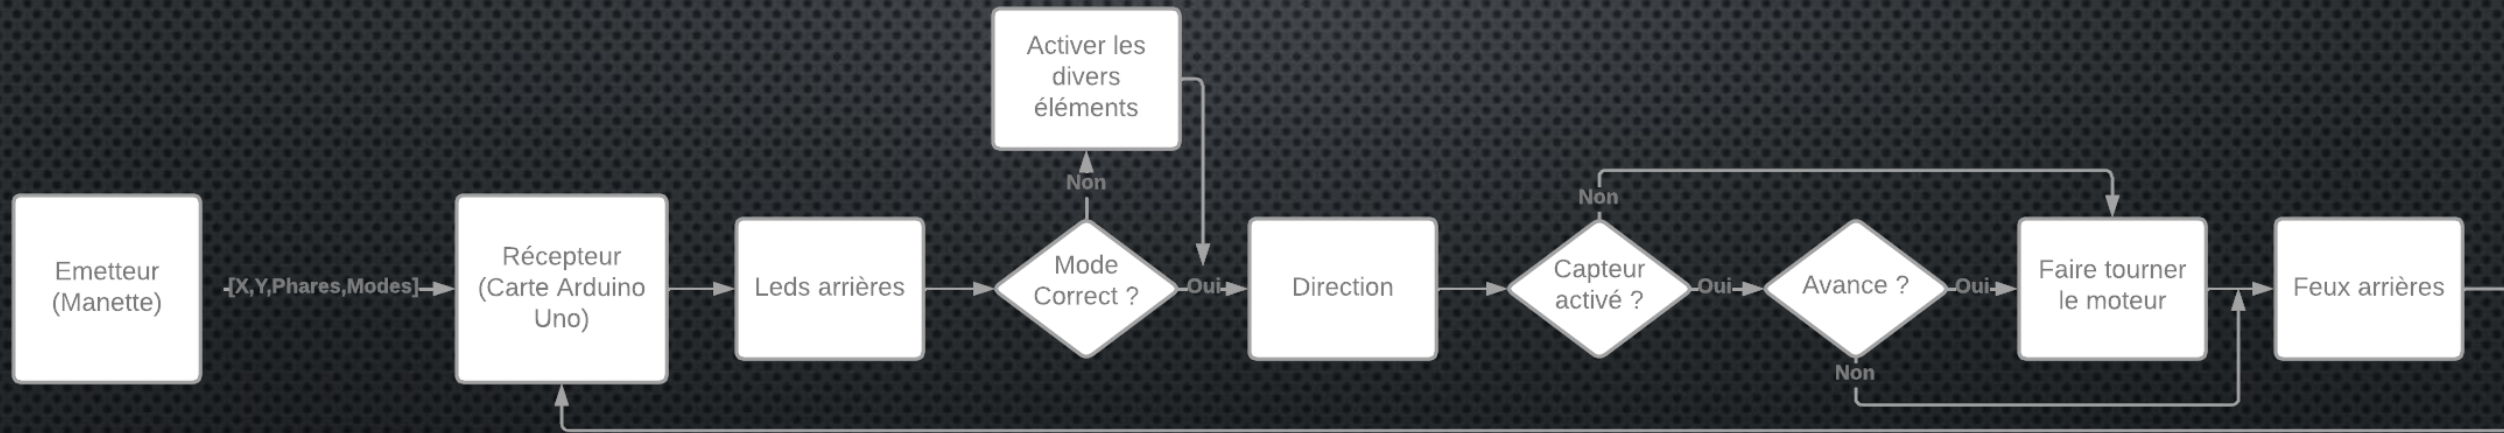 Emetteur
(Manette)
[X,Y,Phares,Modes]
Récepteur
(Carte Arduino
Uno)
Leds arrières
Mode
Correct ?
Non
Activer les
divers
éléments
Oui
Direction
Capteur
activé ?
Non
Oui
Avance ?
Oui
Non
Faire tourner
le moteur
Feux arrières